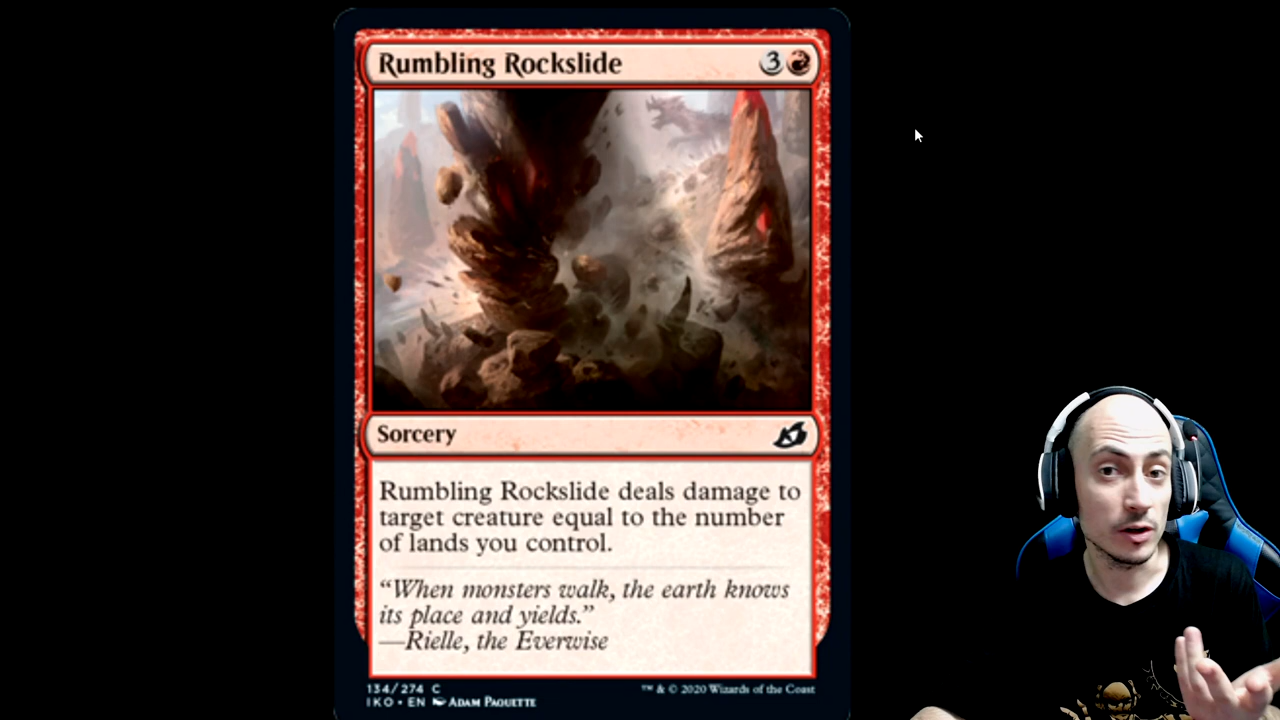 Rumbling Rockslide 3
Sorcery
Rumbling Rockslide deals damage to
target creature equal to the number
of lands you control.
“When monsters walk, the earth knows
its place and yields.”
—Rielle, the Everwise
134/274 C
IKO • EN Adam Paquette
™ & © 2020 Wizards of the Coast